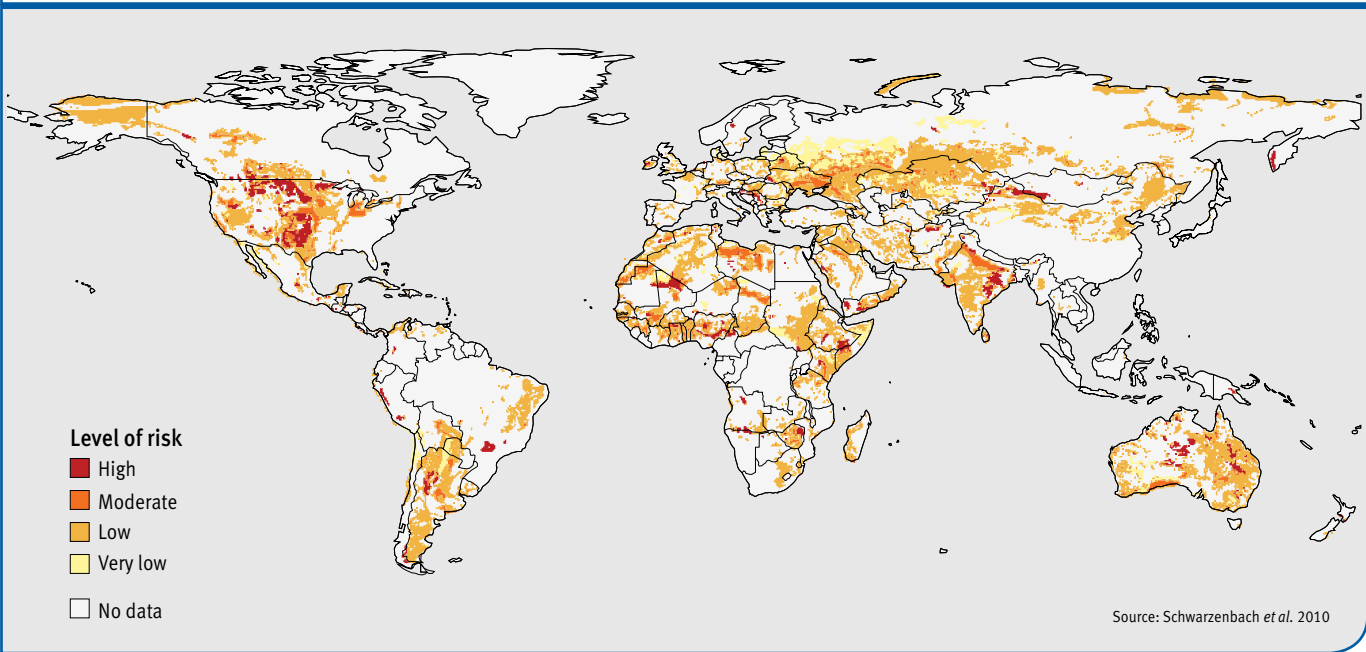 Level of risk
High
Moderate
Low
Very low
No data
Source: Schwarzenbach et al. 2010